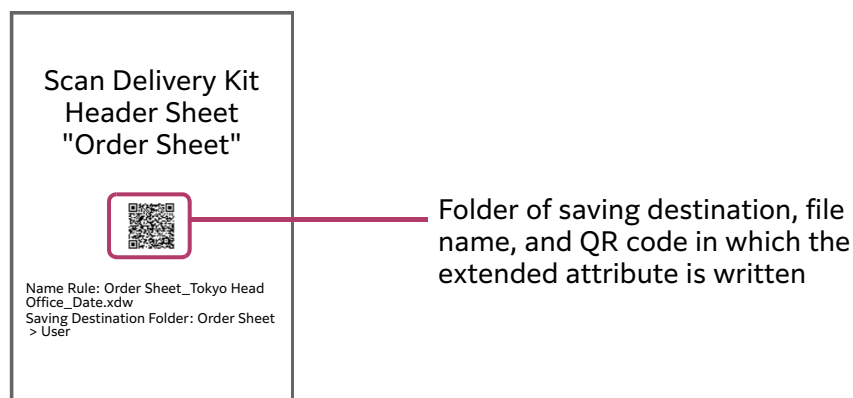 Scan Delivery Kit
Header Sheet
"Order Sheet"
Folder of saving destination, file
name, and QR code in which the
extended attribute is written
Name Rule: Order Sheet_Tokyo Head
Office_Date.xdw
Saving Destination Folder: Order Sheet
> User